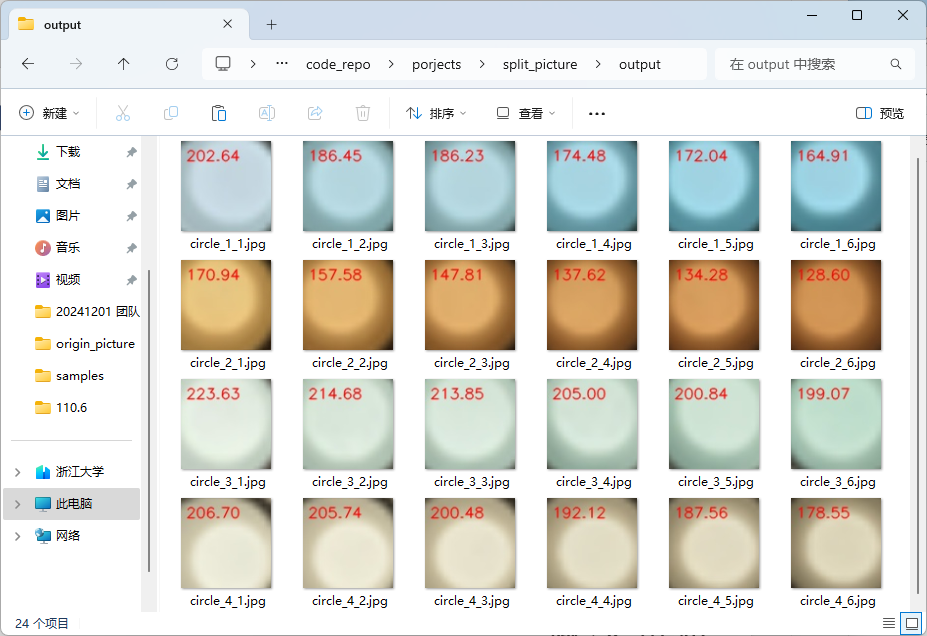 output
code_repo porjects split_picture output 在 output 中搜索
新建 排序 查看 预览
下载
文档
图片
音乐
视频
20241201 团队
origin_picture
samples
110.6
浙江大学
此电脑
网络
202.64 186.45 186.23 174.48 172.04 164.91
circle_1_1.jpg circle_1_2.jpg circle_1_3.jpg circle_1_4.jpg circle_1_5.jpg circle_1_6.jpg
170.94 157.58 147.81 137.62 134.28 128.60
circle_2_1.jpg circle_2_2.jpg circle_2_3.jpg circle_2_4.jpg circle_2_5.jpg circle_2_6.jpg
223.63 214.68 213.85 205.00 200.84 199.07
circle_3_1.jpg circle_3_2.jpg circle_3_3.jpg circle_3_4.jpg circle_3_5.jpg circle_3_6.jpg
206.70 205.74 200.48 192.12 187.56 178.55
circle_4_1.jpg circle_4_2.jpg circle_4_3.jpg circle_4_4.jpg circle_4_5.jpg circle_4_6.jpg
24 个项目